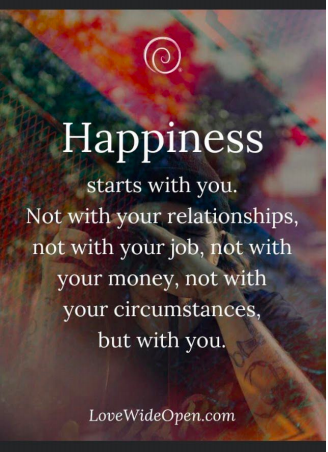 Happiness
starts with you.
Not with your relationships,
not with your job, not with
your money, not with
your circumstances,
but with you.
LoveWideOpen.com